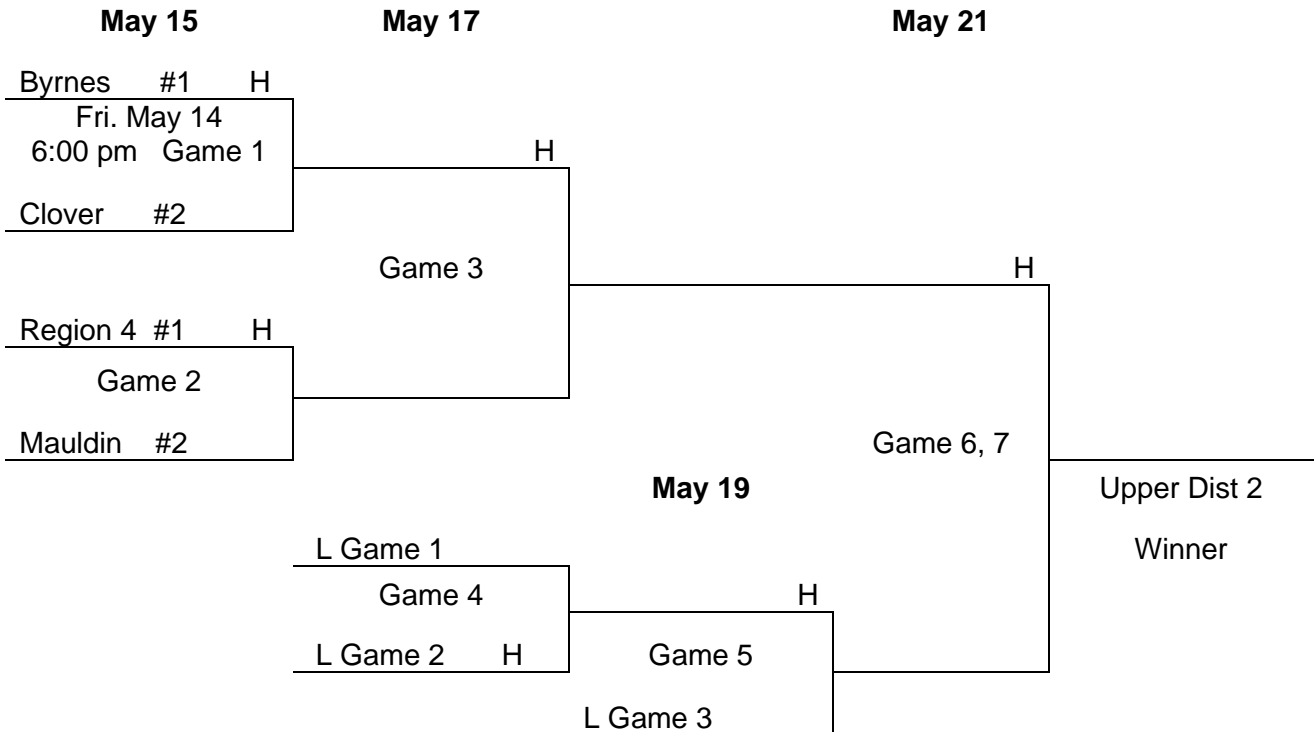 May 15 May 17 May 21
Byrnes #1 H
Fri. May 14
6:00 pm Game 1 H
Clover #2
Game 3 H
Region 4 #1 H
Game 2
Mauldin #2 Game 6, 7
May 19 Upper Dist 2
L Game 1 Winner
Game 4 H
L Game 2 H Game 5
L Game 3